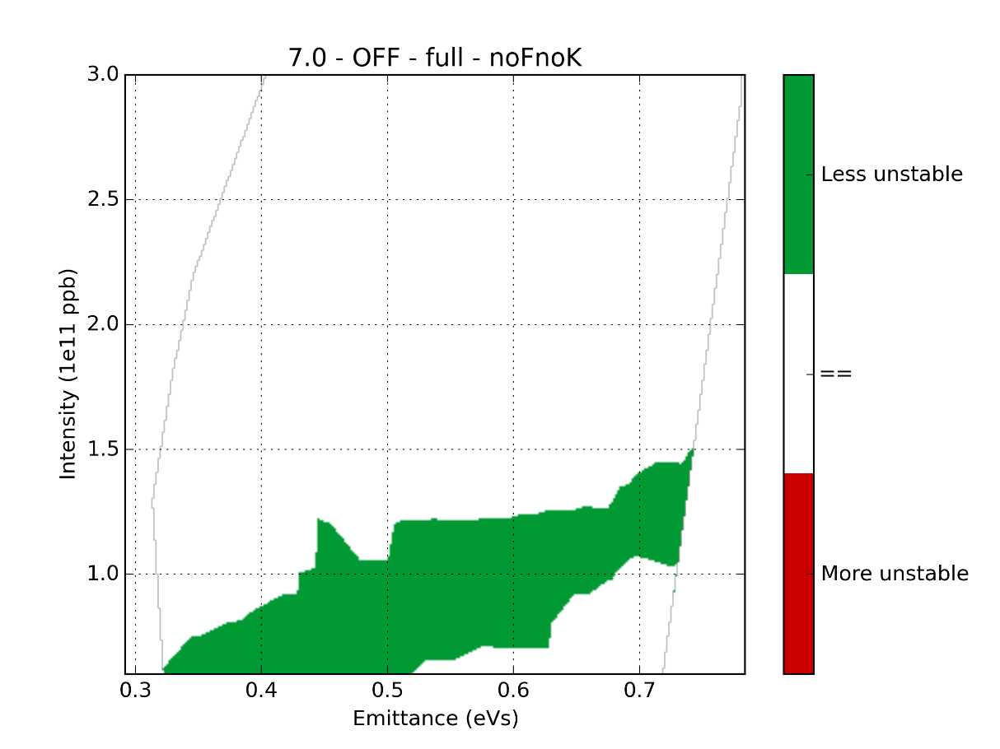 7.0 - OFF - full - noFnoK
3.0
2.5
2.0
1.5
1.0
Intensity (1e11 ppb)
0.3 0.4 0.5 0.6 0.7
Emittance (eVs)
Less unstable
==
More unstable